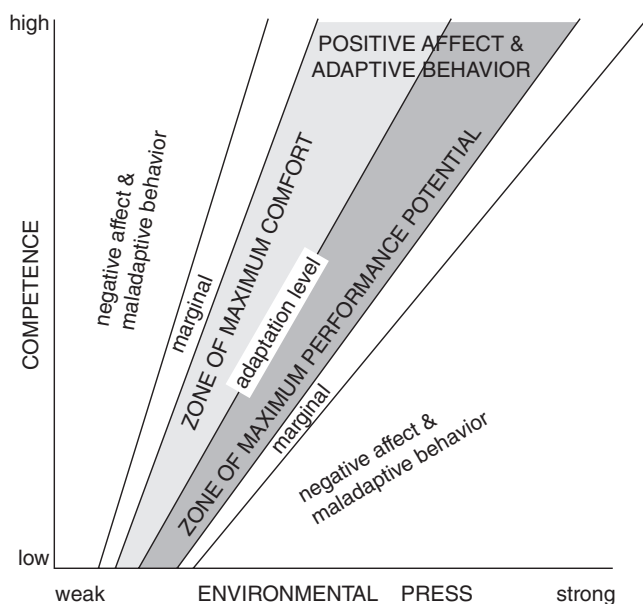 high
POSITIVE AFFECT &
ADAPTIVE BEHAVIOR
negative affect &
maladaptive behavior
marginal
ZONE OF MAXIMUM COMFORT
adaptation level
ZONE OF MAXIMUM PERFORMANCE POTENTIAL
marginal
negative affect &
maladaptive behavior
COMPETENCE
low
weak ENVIRONMENTAL PRESS strong